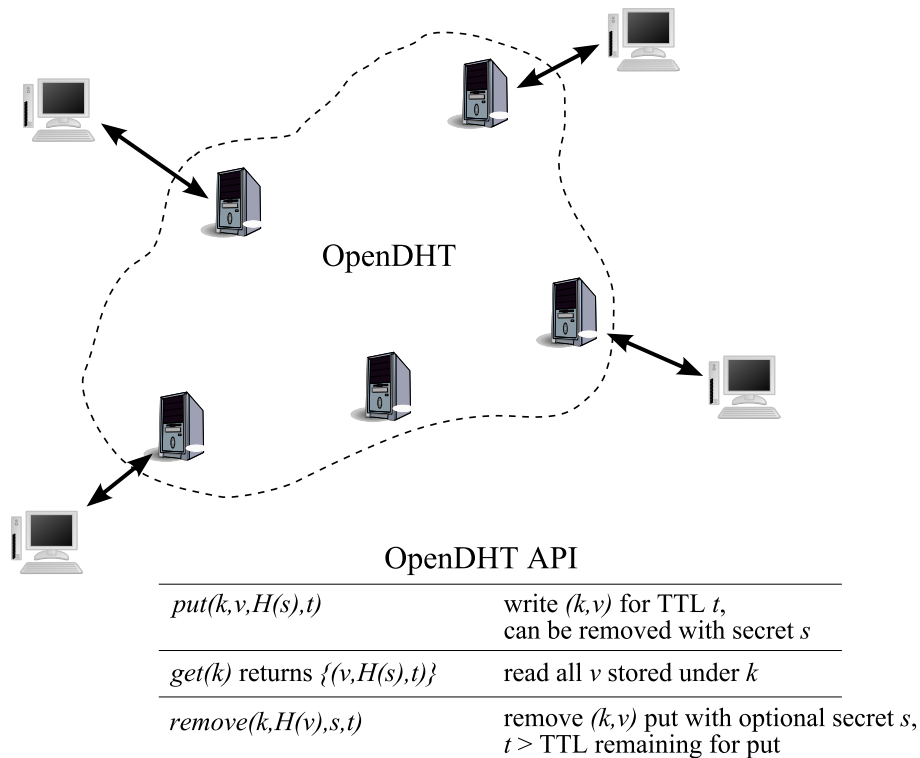 OpenDHT
OpenDHT API
put(k,v,H(s),t) write (k,v) for TTL t,
can be removed with secret s
get(k) returns {(v,H(s),t)} read all v stored under k
remove(k,H(v),s,t) remove (k,v) put with optional secret s,
t > TTL remaining for put